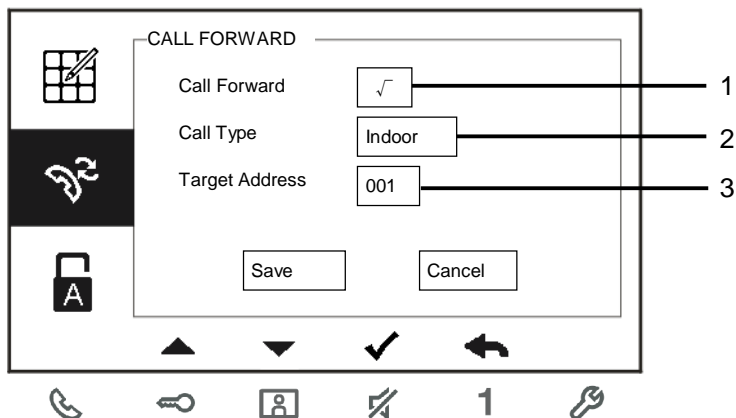 CALL FORWARD
Call Forward √ 1
Call Type Indoor 2
Target Address 001 3
Save Cancel
A
1